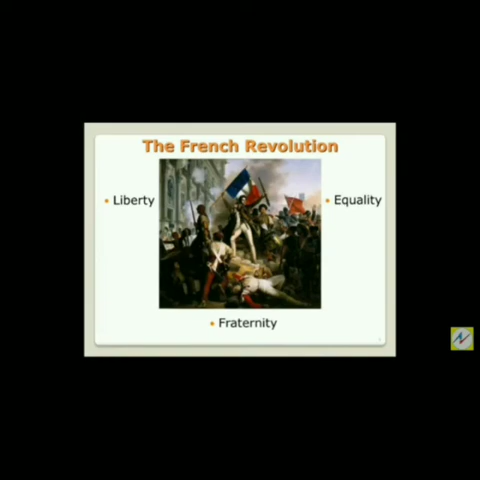 The French Revolution
• Liberty
• Equality
• Fraternity